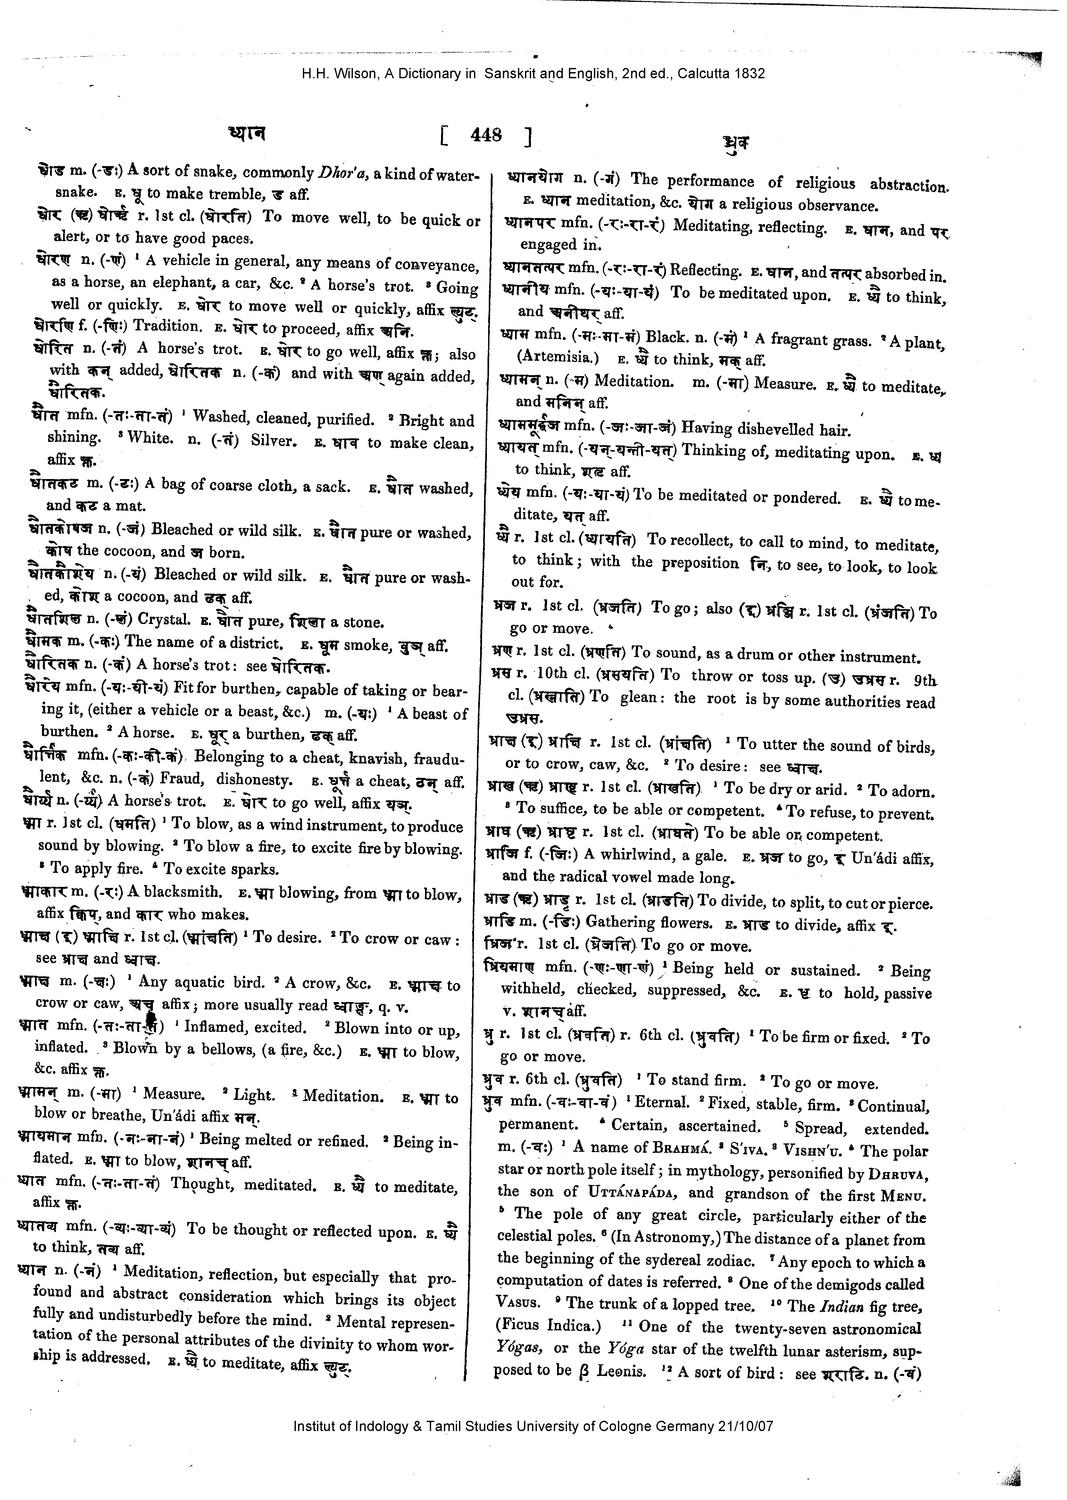 H.H. Wilson, A Dictionary in Sanskrit and English, 2nd ed., Calcutta 1832
ध्यान
[ 448 ]
ध्रुव
धोड m. (-डः) A sort of snake, commonly Dhor'a, a kind of water-
snake. E. धू to make tremble, ड aff.
धोर (ऋ) धोर्ऋ r. 1st cl. (धोरति) To move well, to be quick or
alert, or to have good paces.
धोरण n. (-णं) ¹ A vehicle in general, any means of conveyance,
as a horse, an elephant, a car, &c. ² A horse's trot. ³ Going
well or quickly. E. धोर् to move well or quickly, affix ल्युट्.
धोरणि f. (-णिः) Tradition. E. धोर् to proceed, affix अनि.
धोरित n. (-तं) A horse's trot. E. धोर् to go well, affix क्त; also
with कन् added, धोरितक n. (-कं) and with अण् again added,
धौरितक.
धौत mfn. (-तः-ता-तं) ¹ Washed, cleaned, purified. ² Bright and
shining. ³ White. n. (-तं) Silver. E. धाव to make clean,
affix क्त.
धौतकट m. (-टः) A bag of coarse cloth, a sack. E. धौत washed,
and कट a mat.
धौतकोषज n. (-जं) Bleached or wild silk. E. धौत pure or washed,
कोष the cocoon, and ज born.
धौतकौशेय n. (-यं) Bleached or wild silk. E. धौत pure or wash-
ed, कोश a cocoon, and ढक् aff.
धौतशिल n. (-लं) Crystal. E. धौत pure, शिला a stone.
धौमक m. (-कः) The name of a district. E. धूम smoke, वुञ् aff.
धौरितक n. (-कं) A horse's trot: see धोरितक.
धौरेय mfn. (-यः-यी-यं) Fit for burthen, capable of taking or bear-
ing it, (either a vehicle or a beast, &c.) m. (-यः) ¹ A beast of
burthen. ² A horse. E. धूर् a burthen, ढक् aff.
धौर्त्तिक mfn. (-कः-की-कं) Belonging to a cheat, knavish, fraudu-
lent, &c. n. (-कं) Fraud, dishonesty. E. धूर्त्त a cheat, ठन् aff.
धौर्य्य n. (-र्य्यं) A horse's trot. E. धोर् to go well, affix यञ्.
ध्मा r. 1st cl. (धमति) ¹ To blow, as a wind instrument, to produce
sound by blowing. ² To blow a fire, to excite fire by blowing.
³ To apply fire. ⁴ To excite sparks.
ध्माकार m. (-रः) A blacksmith. E. ध्मा blowing, from ध्मा to blow,
affix क्विप्, and कार who makes.
ध्माच (इ) ध्माचि r. 1st cl. (ध्मांचति) ¹ To desire. ² To crow or caw:
see ध्राच and ध्वाच.
ध्माच m. (-चः) ¹ Any aquatic bird. ² A crow, &c. E. ध्माच to
crow or caw, अच् affix; more usually read ध्वाङ्क्ष, q. v.
ध्मात mfn. (-तः-ता-तं) ¹ Inflamed, excited. ² Blown into or up,
inflated. ³ Blown by a bellows, (a fire, &c.) E. ध्मा to blow,
&c. affix क्त.
ध्मामन् m. (-मा) ¹ Measure. ² Light. ³ Meditation. E. ध्मा to
blow or breathe, Un'ádi affix मन्.
ध्मायमान mfn. (-नः-ना-नं) ¹ Being melted or refined. ² Being in-
flated. E. ध्मा to blow, शानच् aff.
ध्यात mfn. (-तः-ता-तं) Thought, meditated. E. ध्यै to meditate,
affix क्त.
ध्यातव्य mfn. (-व्यः-व्या-व्यं) To be thought or reflected upon. E. ध्यै
to think, तव्य aff.
ध्यान n. (-नं) ¹ Meditation, reflection, but especially that pro-
found and abstract consideration which brings its object
fully and undisturbedly before the mind. ² Mental represen-
tation of the personal attributes of the divinity to whom wor-
ship is addressed. E. ध्यै to meditate, affix ल्युट्.
ध्यानयोग n. (-गं) The performance of religious abstraction.
E. ध्यान meditation, &c. योग a religious observance.
ध्यानपर mfn. (-रः-रा-रं) Meditating, reflecting. E. ध्यान, and पर
engaged in.
ध्यानतत्पर mfn. (-रः-रा-रं) Reflecting. E. ध्यान, and तत्पर absorbed in.
ध्यानीय mfn. (-यः-या-यं) To be meditated upon. E. ध्यै to think,
and अनीयर् aff.
ध्याम mfn. (-मः-मा-मं) Black. n. (-मं) ¹ A fragrant grass. ² A plant,
(Artemisia.) E. ध्यै to think, मक् aff.
ध्यामन् n. (-म) Meditation. m. (-मा) Measure. E. ध्यै to meditate,
and मनिन् aff.
ध्याममूर्द्धज mfn. (-जः-जा-जं) Having dishevelled hair.
ध्यायत् mfn. (-यन्-यन्ती-यत्) Thinking of, meditating upon. E. ध्य
to think, शतृ aff.
ध्येय mfn. (-यः-या-यं) To be meditated or pondered. E. ध्यै to me-
ditate, यत् aff.
ध्यै r. 1st cl. (ध्यायति) To recollect, to call to mind, to meditate,
to think; with the preposition नि, to see, to look, to look
out for.
ध्रज r. 1st cl. (ध्रजति) To go; also (इ) ध्रजि r. 1st cl. (ध्रंजति) To
go or move.
ध्रण r. 1st cl. (ध्रणति) To sound, as a drum or other instrument.
ध्रस r. 10th cl. (ध्रसयति) To throw or toss up. (उ) उध्रस r. 9th
cl. (ध्रस्नाति) To glean: the root is by some authorities read
उध्रस.
ध्राच (इ) ध्राचि r. 1st cl. (ध्रांचति) ¹ To utter the sound of birds,
or to crow, caw, &c. ² To desire: see ध्वाच.
ध्राख (ऋ) ध्राखृ r. 1st cl. (ध्राखति) ¹ To be dry or arid. ² To adorn.
³ To suffice, to be able or competent. ⁴ To refuse, to prevent.
ध्राघ (ऋ) ध्राघृ r. 1st cl. (ध्राघते) To be able or competent.
ध्राजि f. (-जिः) A whirlwind, a gale. E. ध्रज to go, इ Un'ádi affix,
and the radical vowel made long.
ध्राड (ऋ) ध्राडृ r. 1st cl. (ध्राडति) To divide, to split, to cut or pierce.
ध्राडि m. (-डिः) Gathering flowers. E. ध्राड to divide, affix इ.
ध्रिज r. 1st cl. (ध्रेजति) To go or move.
ध्रियमाण mfn. (-णः-णा-णं) ¹ Being held or sustained. ² Being
withheld, checked, suppressed, &c. E. धृ to hold, passive
v. शानच् aff.
ध्रु r. 1st cl. (ध्रवति) r. 6th cl. (ध्रुवति) ¹ To be firm or fixed. ² To
go or move.
ध्रुव r. 6th cl. (ध्रुवति) ¹ To stand firm. ² To go or move.
ध्रुव mfn. (-वः-वा-वं) ¹ Eternal. ² Fixed, stable, firm. ³ Continual,
permanent. ⁴ Certain, ascertained. ⁵ Spread, extended.
m. (-वः) ¹ A name of BRAHMÁ. ² S'IVA. ³ VISHN'U. ⁴ The polar
star or north pole itself; in mythology, personified by DHRUVA,
the son of UTTÁNAPÁDA, and grandson of the first MENU.
⁵ The pole of any great circle, particularly either of the
celestial poles. ⁶ (In Astronomy,) The distance of a planet from
the beginning of the sydereal zodiac. ⁷ Any epoch to which a
computation of dates is referred. ⁸ One of the demigods called
VASUS. ⁹ The trunk of a lopped tree. ¹⁰ The Indian fig tree,
(Ficus Indica.) ¹¹ One of the twenty-seven astronomical
Yógas, or the Yóga star of the twelfth lunar asterism, sup-
posed to be β Leonis. ¹² A sort of bird: see शराटि. n. (-वं)
Institut of Indology & Tamil Studies University of Cologne Germany 21/10/07